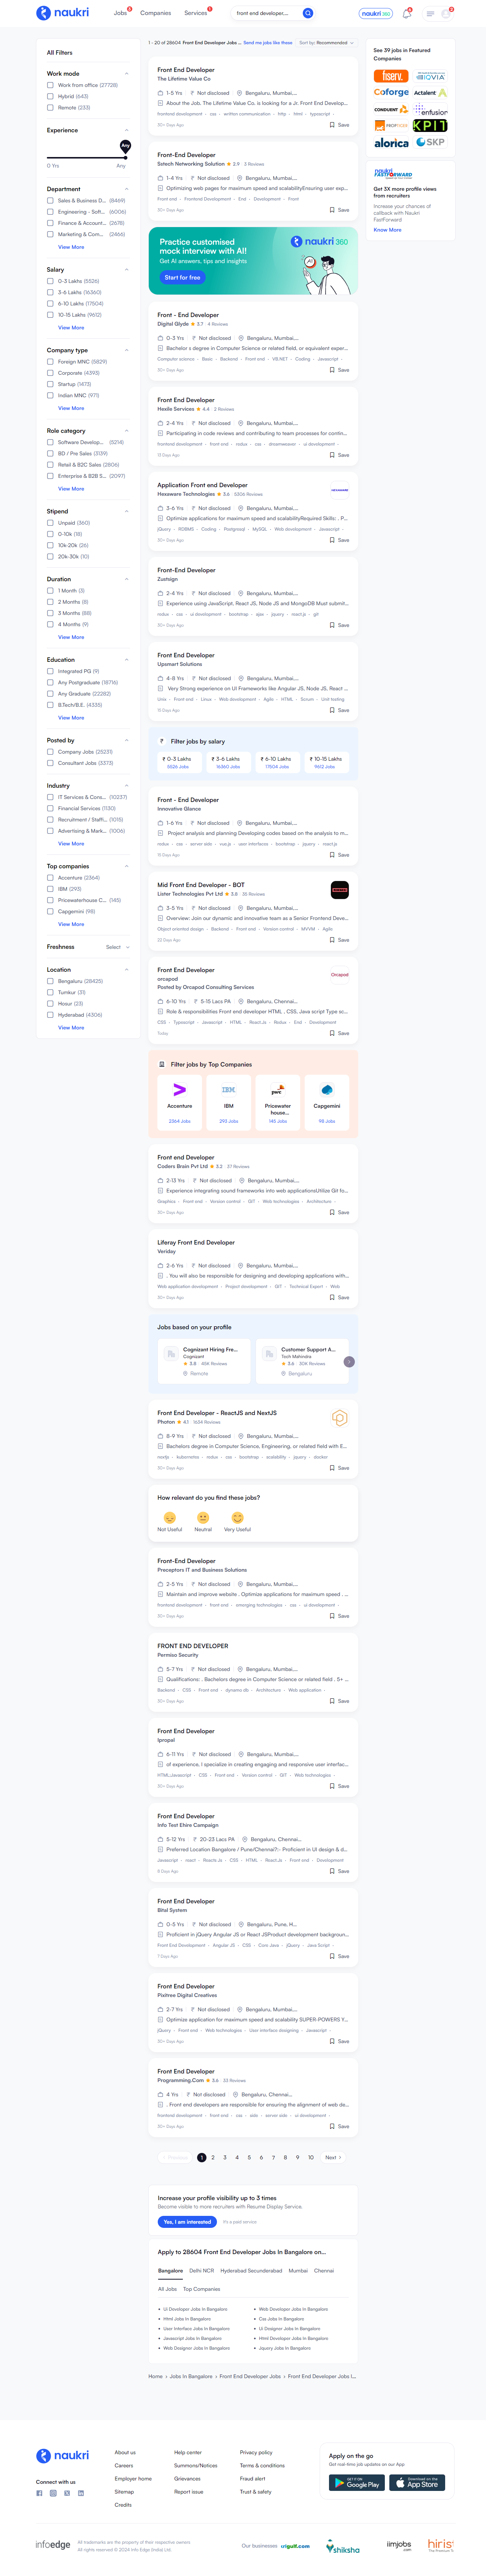 naukri
Jobs
Companies
Services
front end developer,...
naukri 360
All Filters
Work mode
Work from office (27728)
Hybrid (643)
Remote (233)
Experience
Any
0 Yrs
Any
Department
Sales & Business D... (8469)
Engineering - Soft... (6006)
Finance & Account... (2678)
Marketing & Com... (2466)
View More
Salary
0-3 Lakhs (5526)
3-6 Lakhs (16360)
6-10 Lakhs (17504)
10-15 Lakhs (9612)
View More
Company type
Foreign MNC (5829)
Corporate (4393)
Startup (1473)
Indian MNC (971)
View More
Role category
Software Develop... (5214)
BD / Pre Sales (3139)
Retail & B2C Sales (2806)
Enterprise & B2B S... (2097)
View More
Stipend
Unpaid (360)
0-10k (18)
10k-20k (26)
20k-30k (10)
Duration
1 Month (3)
2 Months (8)
3 Months (88)
4 Months (9)
View More
Education
Integrated PG (9)
Any Postgraduate (18716)
Any Graduate (22282)
B.Tech/B.E. (4335)
View More
Posted by
Company Jobs (25231)
Consultant Jobs (3373)
Industry
IT Services & Cons... (10237)
Financial Services (1130)
Recruitment / Staffi... (1015)
Advertising & Mark... (1006)
View More
Top companies
Accenture (2364)
IBM (293)
Pricewaterhouse C... (145)
Capgemini (98)
View More
Freshness
Select
Location
Bengaluru (28425)
Tumkur (31)
Hosur (23)
Hyderabad (4306)
View More
1 - 20 of 28604 Front End Developer Jobs ... Send me jobs like these
Sort by: Recommended
Front End Developer
The Lifetime Value Co
1-5 Yrs Not disclosed Bengaluru, Mumbai,...
About the Job. The Lifetime Value Co. is looking for a Jr. Front End Develop...
frontend development · css · written communication · http · html · typescript ·
30+ Days Ago
Save
Front-End Developer
Sstech Networking Solution 2.9 3 Reviews
1-4 Yrs Not disclosed Bengaluru, Mumbai,...
Optimizing web pages for maximum speed and scalabilityEnsuring user exp...
Front end · Frontend Development · End · Development · Front
30+ Days Ago
Save
Practice customised
mock interview with AI!
Get AI answers, tips and insights
Start for free
naukri 360
Front - End Developer
Digital Glyde 3.7 4 Reviews
0-3 Yrs Not disclosed Bengaluru, Mumbai,...
Bachelor s degree in Computer Science or related field, or equivalent exper...
Computer science · Basic · Backend · Front end · VB.NET · Coding · Javascript ·
30+ Days Ago
Save
Front End Developer
Hexile Services 4.4 2 Reviews
2-4 Yrs Not disclosed Bengaluru, Mumbai,...
Participating in code reviews and contributing to team processes for contin...
frontend development · front end · redux · css · dreamweaver · ui development ·
13 Days Ago
Save
Application Front end Developer
Hexaware Technologies 3.6 Reviews
3-6 Yrs Not disclosed Bengaluru, Mumbai,...
Optimize applications for maximum speed and scalabilityRequired Skills: . P...
jQuery · RDBMS · Coding · Postgresql · MySQL · Web development · Javascript ·
30+ Days Ago
Save
Front-End Developer
Zustsign
2-4 Yrs Not disclosed Bengaluru, Mumbai,...
Experience using JavaScript, React JS, Node JS and MongoDB Must submit...
redux · css · ui development · bootstrap · ajax · jquery · react.js · git
30+ Days Ago
Save
Front End Developer
Upsmart Solutions
4-8 Yrs Not disclosed Bengaluru, Mumbai,...
Very Strong experience on UI Frameworks like Angular JS, Node JS, React ...
Unix · Front end · Linux · Web development · Agile · HTML · Scrum · Unit testing
Save
Filter jobs by salary
₹ 0-3 Lakhs
5526 Jobs
₹ 3-6 Lakhs
16360 Jobs
₹ 6-10 Lakhs
17504 Jobs
₹ 10-15 Lakhs
9612 Jobs
Front - End Developer
Innovative Glance
1-6 Yrs Not disclosed Bengaluru, Mumbai,...
Project analysis and planning Developing codes based on the analysis to m...
redux · css · server side · vue.js · user interfaces · bootstrap · jquery · react.js
Save
Mid Front End Developer - BOT
Lister Technologies Pvt Ltd 3.8 35 Reviews
3-5 Yrs Not disclosed Bengaluru, Mumbai,...
Overview: Join our dynamic and innovative team as a Senior Frontend Deve...
Object oriented design · Backend · Front end · Version control · MVVM · Agile
22 Days Ago
Save
Front End Developer
orcapod
Posted by Orcapod Consulting Services
Orcapod
6-10 Yrs 5-15 Lacs PA Bengaluru, Chennai...
Role & responsibilities Front end developer HTML , CSS, Java script Type sc...
CSS · Typescript · Javascript · HTML · React.Js · Redux · End · Development
Today
Save
Filter jobs by Top Companies
Accenture
2364 Jobs
IBM
IBM
293 Jobs
pwc
Pricewater
house...
145 Jobs
Capgemini
98 Jobs
Front end Developer
Coders Brain Pvt Ltd 3.2 37 Reviews
2-13 Yrs Not disclosed Bengaluru, Mumbai,...
Experience integrating sound frameworks into web applicationsUtilize Git fo...
Graphics · Front end · Version control · GIT · Web technologies · Architecture ·
30+ Days Ago
Save
Liferay Front End Developer
Veriday
2-6 Yrs Not disclosed Bengaluru, Mumbai,...
. You will also be responsible for designing and developing applications with...
Web application development · Project development · GIT · Technical Expert · Web
30+ Days Ago
Save
Jobs based on your profile
Cognizant Hiring Fre...
Cognizant
3.8 Reviews
Remote
Customer Support A...
Tech Mahindra
3.6 Reviews
Bengaluru
Front End Developer - ReactJS and NextJS
Photon 4.1 1634 Reviews
8-9 Yrs Not disclosed Bengaluru, Mumbai,...
Bachelors degree in Computer Science, Engineering, or related field with E...
nextjs · kubernetes · redux · css · bootstrap · scalability · jquery · docker
30+ Days Ago
Save
How relevant do you find these jobs?
Not Useful
Neutral
Very Useful
Front-End Developer
Preceptors IT and Business Solutions
2-5 Yrs Not disclosed Bengaluru, Mumbai,...
Maintain and improve website . Optimize applications for maximum speed . ...
frontend development · front end · emerging technologies · css · ui development ·
30+ Days Ago
Save
FRONT END DEVELOPER
Permiso Security
5-7 Yrs Not disclosed Bengaluru, Mumbai,...
Qualifications: . Bachelors degree in Computer Science or related field . 5+ ...
Backend · CSS · Front end · dynamo db · Architecture · Web application ·
30+ Days Ago
Save
Front End Developer
Ipropal
6-11 Yrs Not disclosed Bengaluru, Mumbai,...
of experience, I specialize in creating engaging and responsive user interfac...
HTML,Javascript · CSS · Front end · Version control · GIT · Web technologies ·
30+ Days Ago
Save
Front End Developer
Info Test Ehire Campaign
5-12 Yrs 20-23 Lacs PA Bengaluru, Chennai...
Preferred Location Bangalore / Pune/Chennai?:- Proficient in UI design & d...
Javascript · react · Reacts Js · CSS · HTML · React.Js · Front end · Development
Save
Front End Developer
Bital System
0-5 Yrs Not disclosed Bengaluru, Pune, H...
Proficient in jQuery Angular JS or React JSProduct development backgroun...
Front End Development · Angular JS · CSS · Core Java · jQuery · Java Script ·
7 Days Ago
Save
Front End Developer
Pixltree Digital Creatives
2-7 Yrs Not disclosed Bengaluru, Mumbai,...
Optimize application for maximum speed and scalability SUPER-POWERS Y...
jQuery · Front end · Web technologies · User interface designing · Javascript ·
30+ Days Ago
Save
Front End Developer
Programming.Com 3.6 33 Reviews
4 Yrs Not disclosed Bengaluru, Chennai...
. Front end developers are responsible for ensuring the alignment of web de...
frontend development · front end · css · aide · server side · ui development ·
30+ Days Ago
Save
Previous 1 2 3 4 5 6 7 8 9 10 Next
Increase your profile visibility up to 3 times
Become visible to more recruiters with Resume Display Service.
Yes, I am interested
It's a paid service
Apply to 28604 Front End Developer Jobs In Bangalore on...
Bangalore Delhi NCR Hyderabad Secunderabad Mumbai Chennai
All Jobs Top Companies
Ui Developer Jobs In Bangalore
Web Developer Jobs In Bangalore
Html Jobs In Bangalore
Css Jobs In Bangalore
User Interface Jobs In Bangalore
Ui Designer Jobs In Bangalore
Javascript Jobs In Bangalore
Html Developer Jobs In Bangalore
Web Designer Jobs In Bangalore
Jquery Jobs In Bangalore
Home › Jobs In Bangalore › Front End Developer Jobs › Front End Developer Jobs I...
See 39 jobs in Featured
Companies
fiserv.
IQVIA
Coforge
Actalent
CONDUENT
enfusion
PROPTIGER
KPIT
alorica
SKP
naukri
FASTFORWARD
Get 3X more profile views
from recruiters
Increase your chances of
callback with Naukri
FastForward
Know More
naukri
Connect with us
About us
Careers
Employer home
Sitemap
Credits
Help center
Summons/Notices
Grievances
Report issue
Privacy policy
Terms & conditions
Fraud alert
Trust & safety
Apply on the go
Get real-time job updates on our App
GET IT ON
Google Play
Download on the
App Store
infoedge
All trademarks are the property of their respective owners
All rights reserved © 2024 Info Edge (India) Ltd.
Our businesses
shiksha
iimjobs
.com
hirist